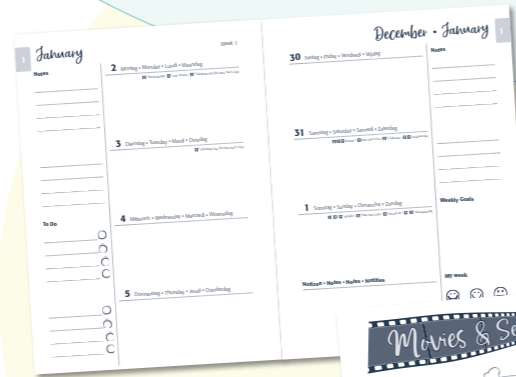 1
January
Week 1
Notes
2 Montag • Monday • Lundi • Maandag
3 Dienstag • Tuesday • Mardi • Dinsdag
To Do
4 Mittwoch • Wednesday • Mercredi • Woensdag
5 Donnerstag • Thursday • Jeudi • Donderdag
December • January
1
30 Freitag • Friday • Vendredi • Vrijdag
Notes
31 Samstag • Saturday • Samedi • Zaterdag
1 Sonntag • Sunday • Dimanche • Zondag
Weekly Goals
Notizen • Notes • Notes • Notities
My week
Movies & Se